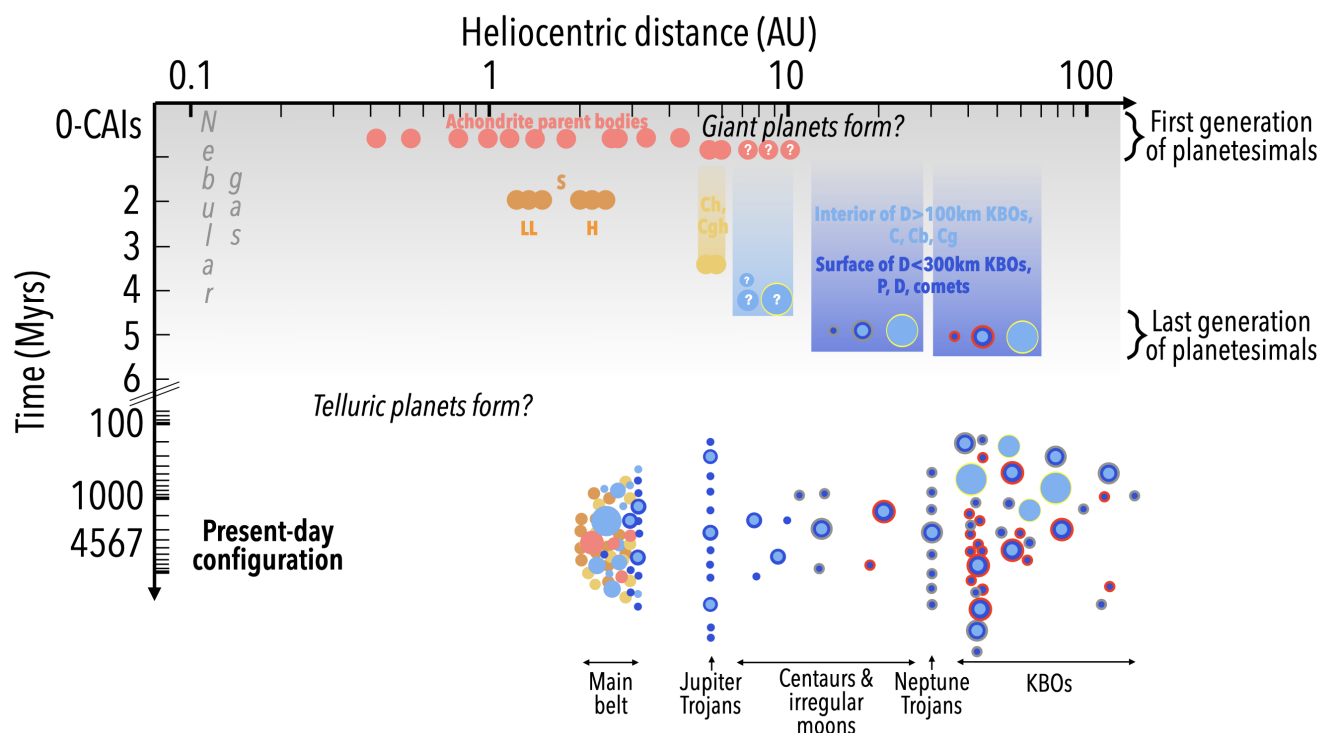 Heliocentric distance (AU)
0.1
1
10
100
0-CAIs
2
3
4
5
6
100
1000
4567
Time (Myrs)
Nebular
gas
Achondrite parent bodies
Giant planets form?
? ? ?
First generation
of planetesimals
S
LL
H
Ch,
Cgh
?
? ?
Interior of D>100km KBOs,
C, Cb, Cg
Surface of D<300km KBOs,
P, D, comets
Last generation
of planetesimals
Telluric planets form?
Present-day
configuration
Main
belt
Jupiter
Trojans
Centaurs &
irregular
moons
Neptune
Trojans
KBOs